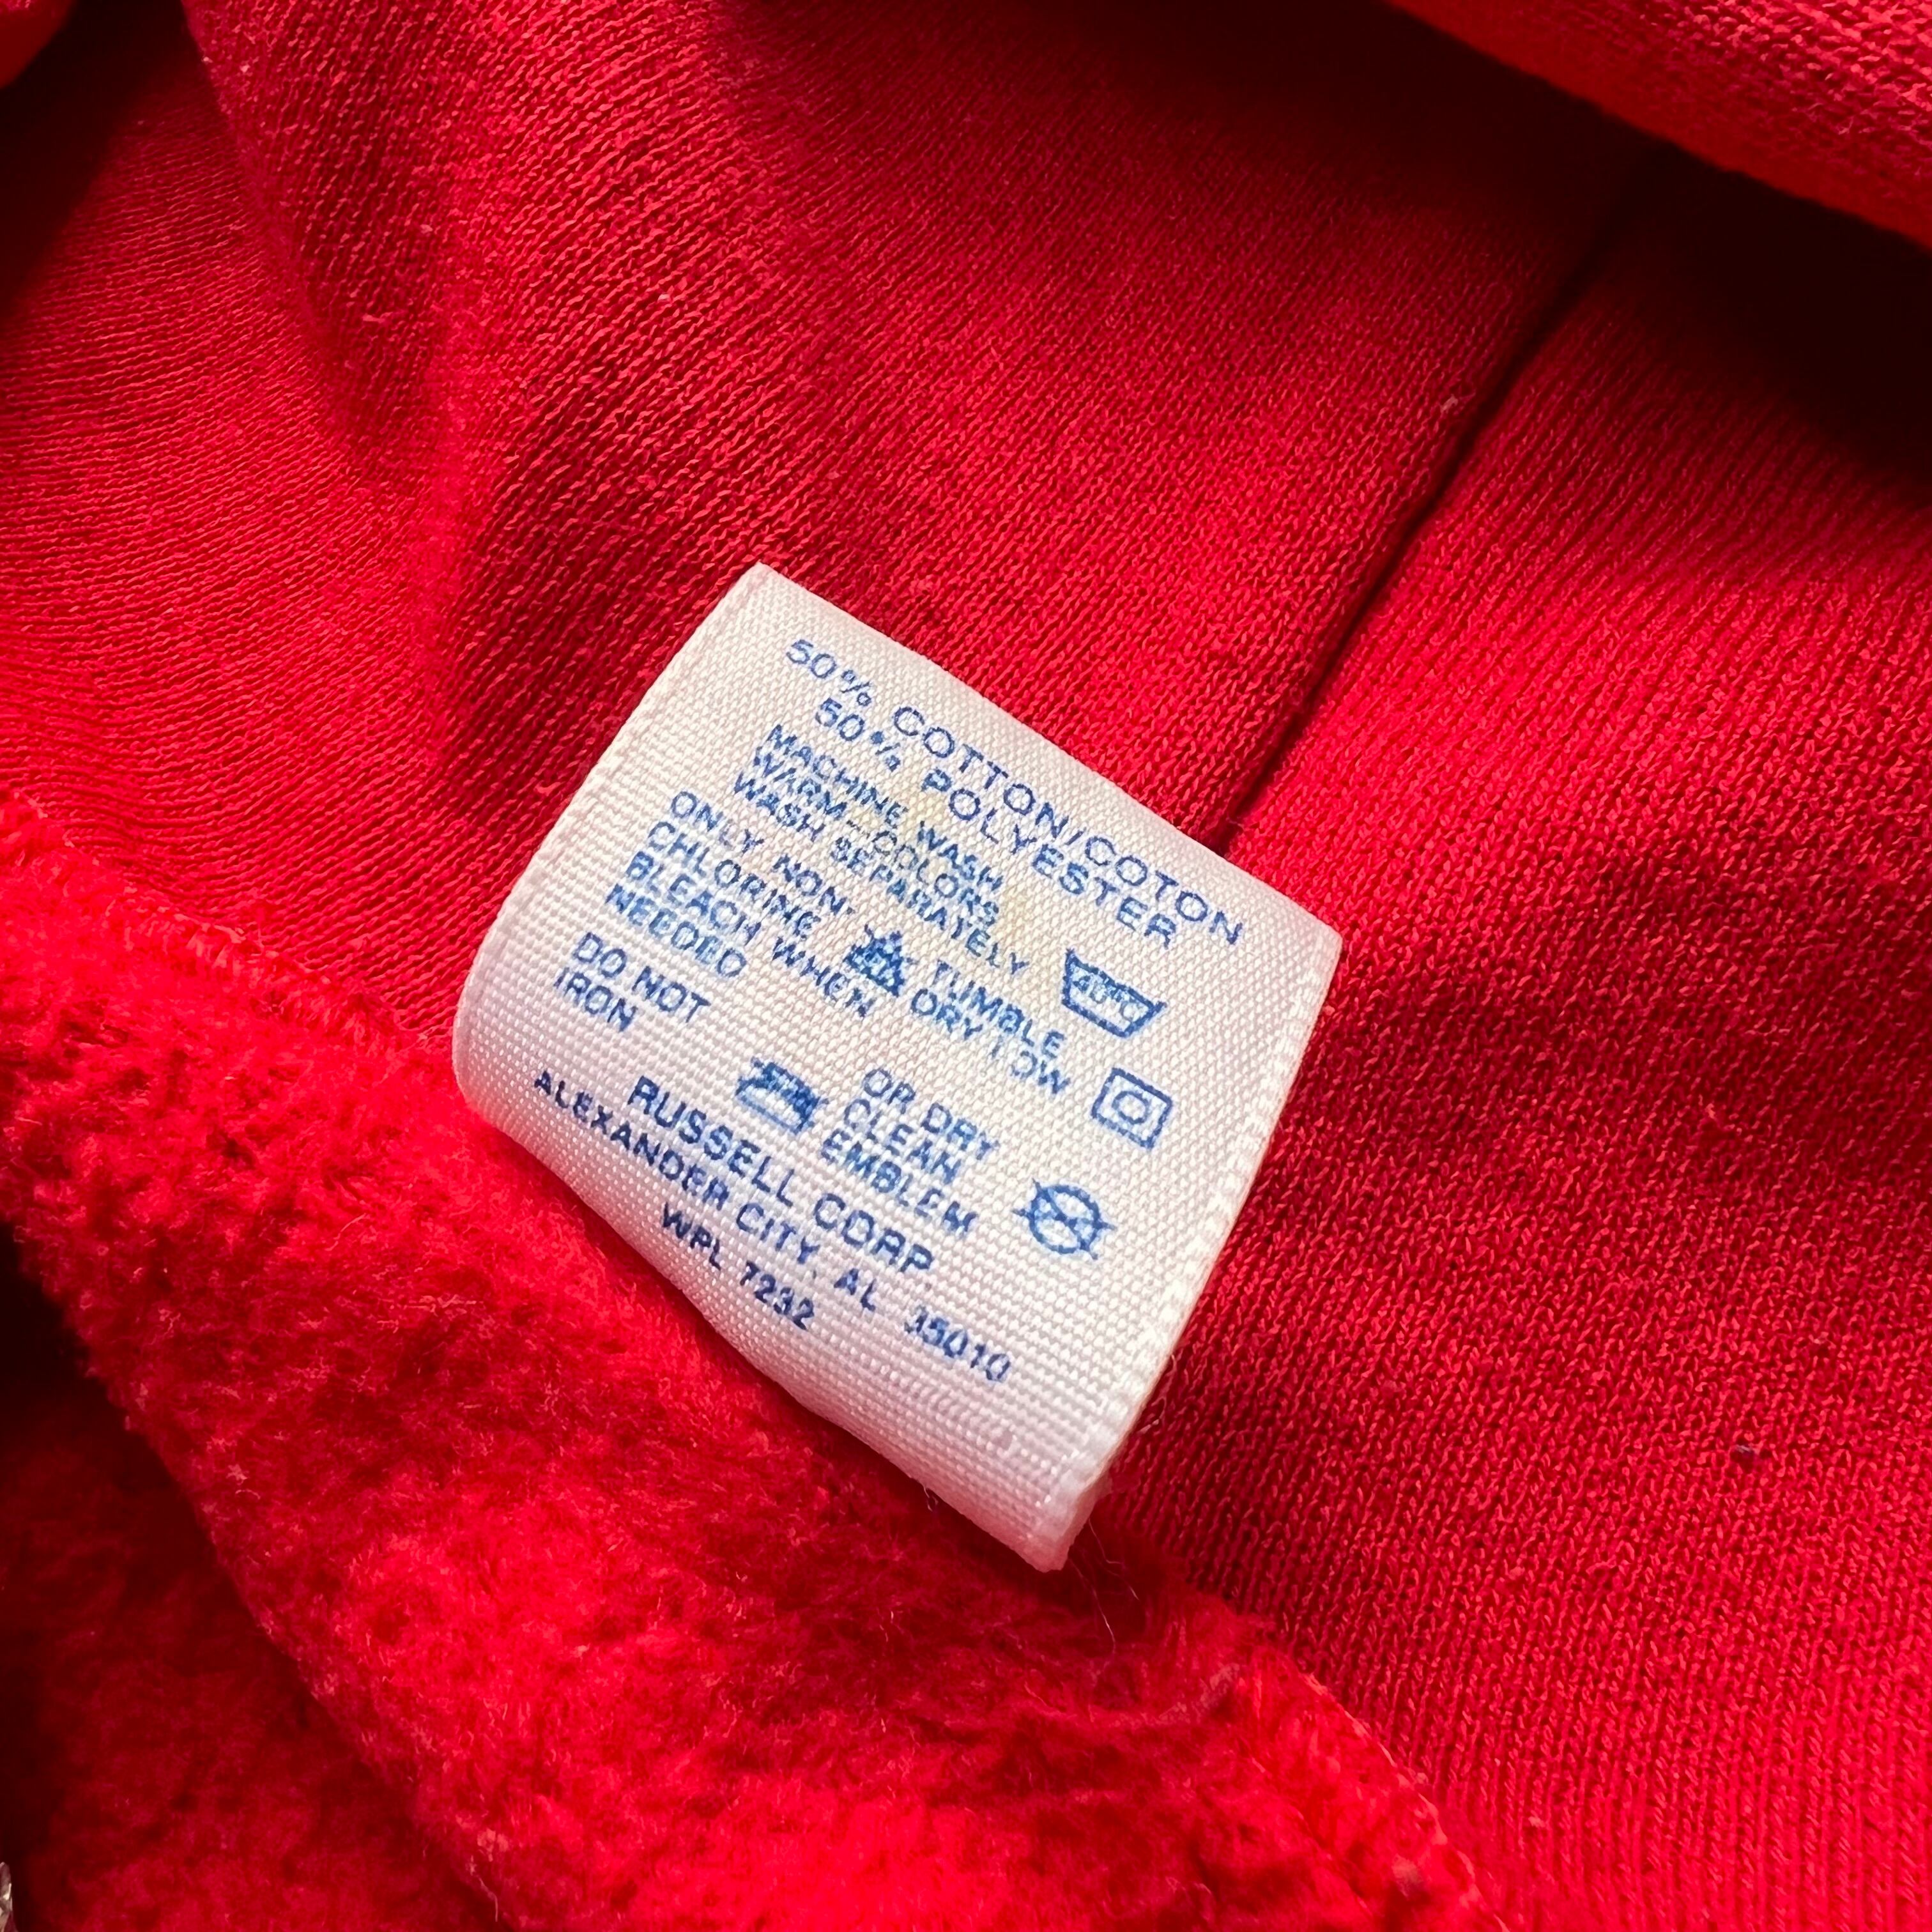 50% COTTON/COTON
50% POLYESTER
MACHINE WASH
WARM–COLORS
WASH SEPARATELY
40°C
ONLY NON-
CHLORINE
BLEACH WHEN
NEEDED
TUMBLE
DRY LOW
DO NOT
IRON
OR DRY
CLEAN
EMBLEM
RUSSELL CORP
ALEXANDER CITY, AL 35010
WPL 7232